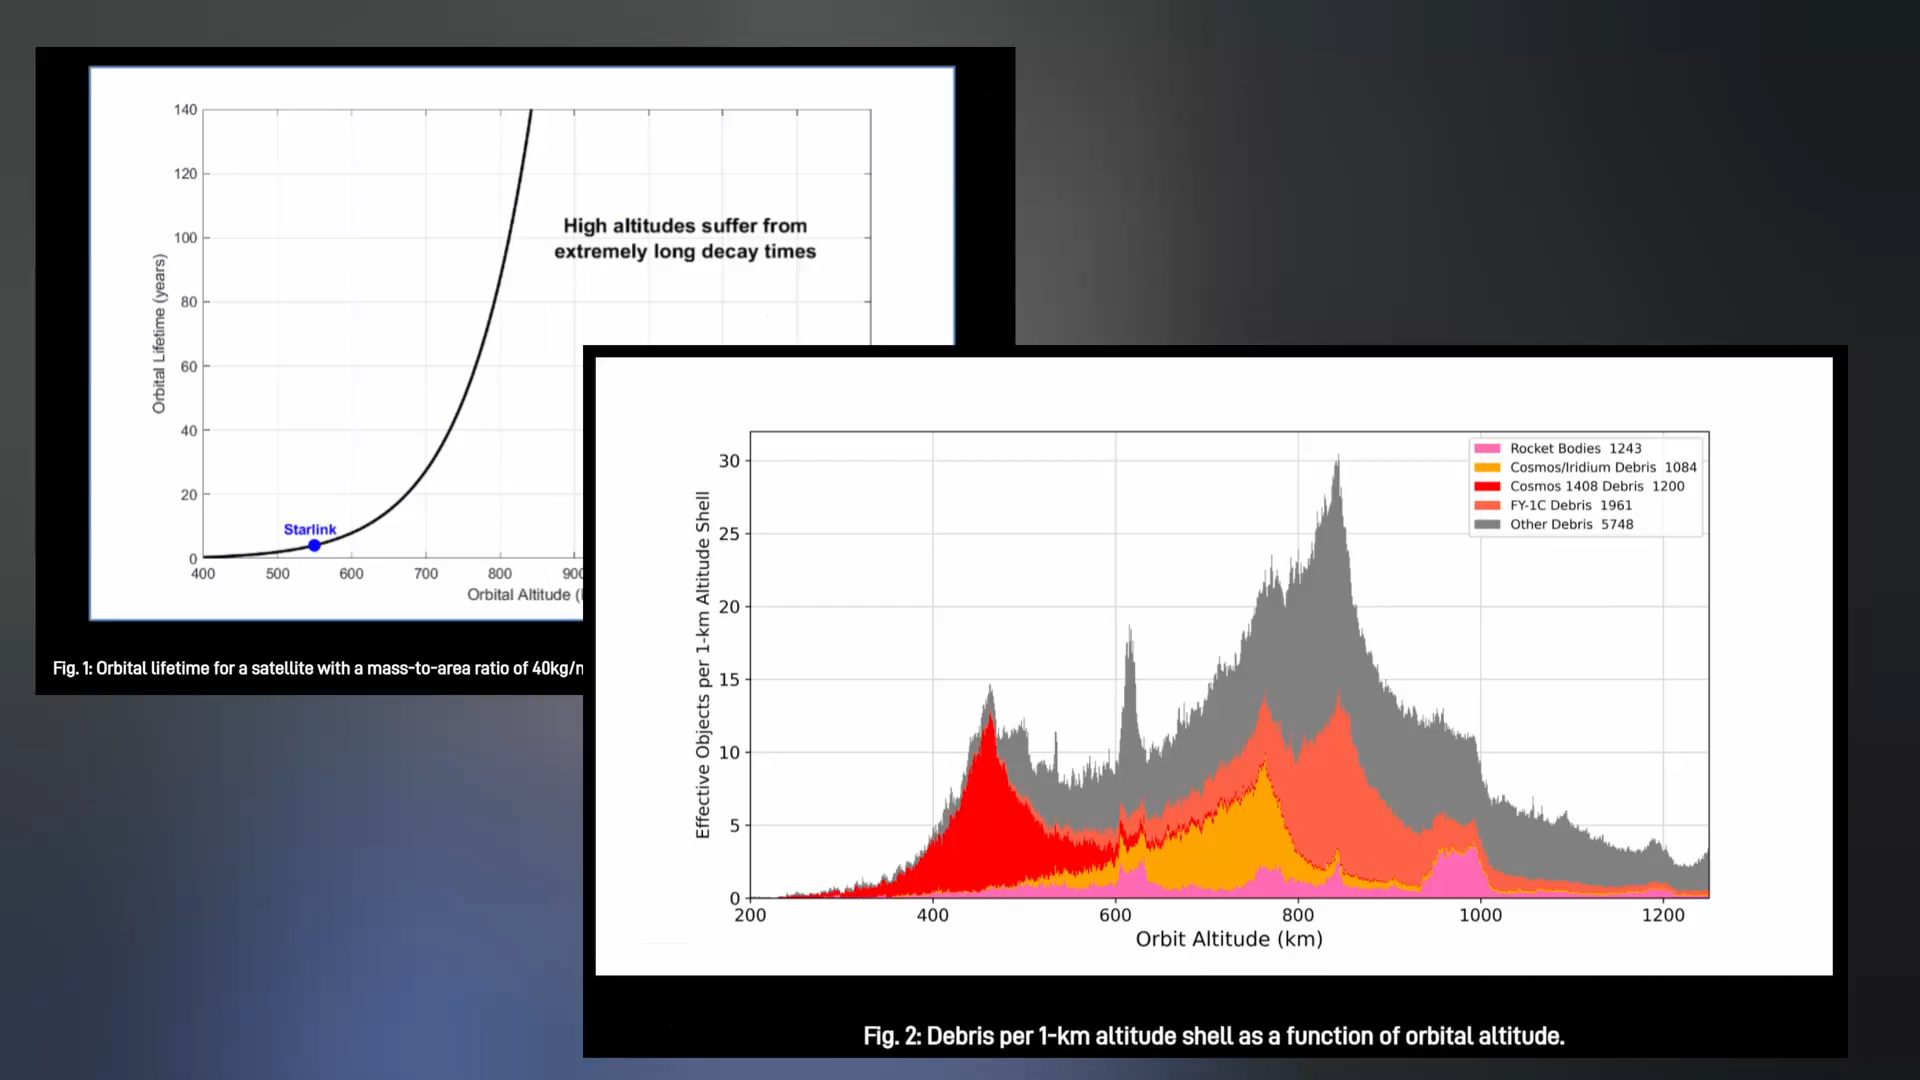 140
120
100
80
60
40
20
0
Orbital Lifetime (years)
High altitudes suffer from
extremely long decay times
Starlink
400 500 600 700 800 900
Orbital Altitude (
Fig. 1: Orbital lifetime for a satellite with a mass-to-area ratio of
30
25
20
15
10
5
0
Effective Objects per 1-km Altitude Shell
Rocket Bodies 1243
Cosmos/Iridium Debris 1084
Cosmos 1408 Debris 1200
FY-1C Debris 1961
Other Debris 5748
200 400 600 800 1000 1200
Orbit Altitude (km)
Fig. 2: Debris per 1-km altitude shell as a function of orbital altitude.